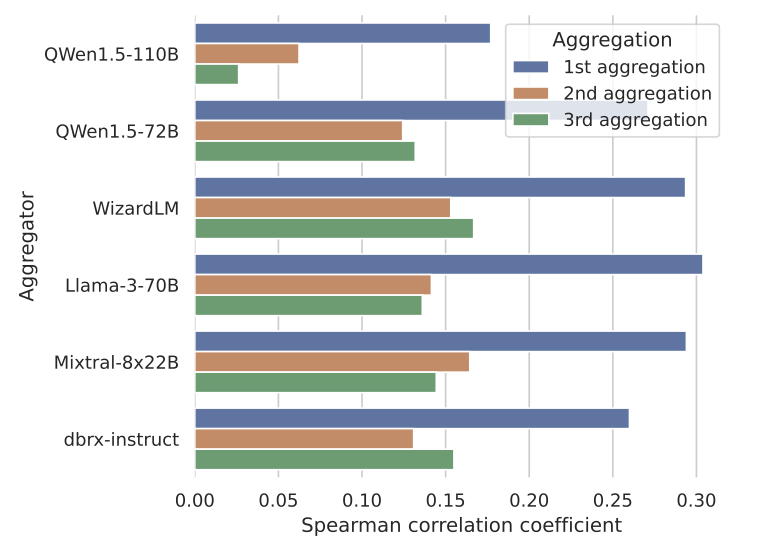 Aggregation
1st aggregation
2nd aggregation
3rd aggregation
Aggregator
QWen1.5-110B
QWen1.5-72B
WizardLM
Llama-3-70B
Mixtral-8x22B
dbrx-instruct
0.00 0.05 0.10 0.15 0.20 0.25 0.30
Spearman correlation coefficient